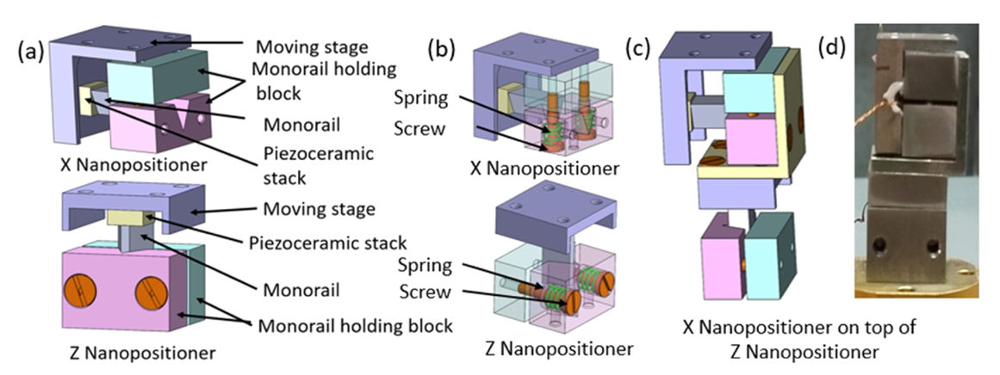 (a)
Moving stage
Monorail holding
block
Monorail
Piezoceramic
stack
X Nanopositioner
Moving stage
Piezoceramic stack
Monorail
Monorail holding block
Z Nanopositioner
(b)
Spring
Screw
X Nanopositioner
Spring
Screw
Z Nanopositioner
(c)
X Nanopositioner on top of
Z Nanopositioner
(d)